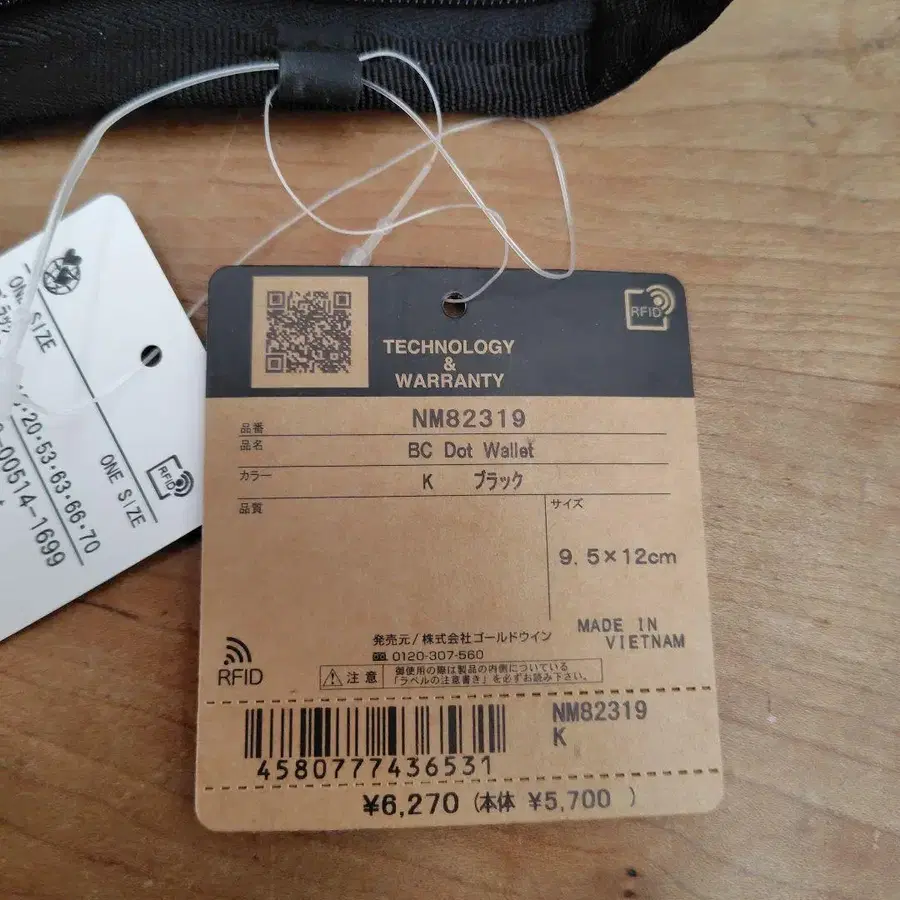 TECHNOLOGY
&
WARRANTY
RFID
品番 NM82319
品名 BC Dot Wallet
カラー K ブラック
品質
サイズ
9.5×12cm
MADE IN
VIETNAM
発売元/株式会社ゴールドウイン
0120-307-560
注意
御使用の際は製品の内側についている
「ラベルの注意書き」を必ずお読み下さい。
RFID
NM82319
K
4580777436531
¥6,270 (本体 ¥5,700 )
ONE SIZE
20・53・63・66・70
00514-1699
ONE SIZE
RFID